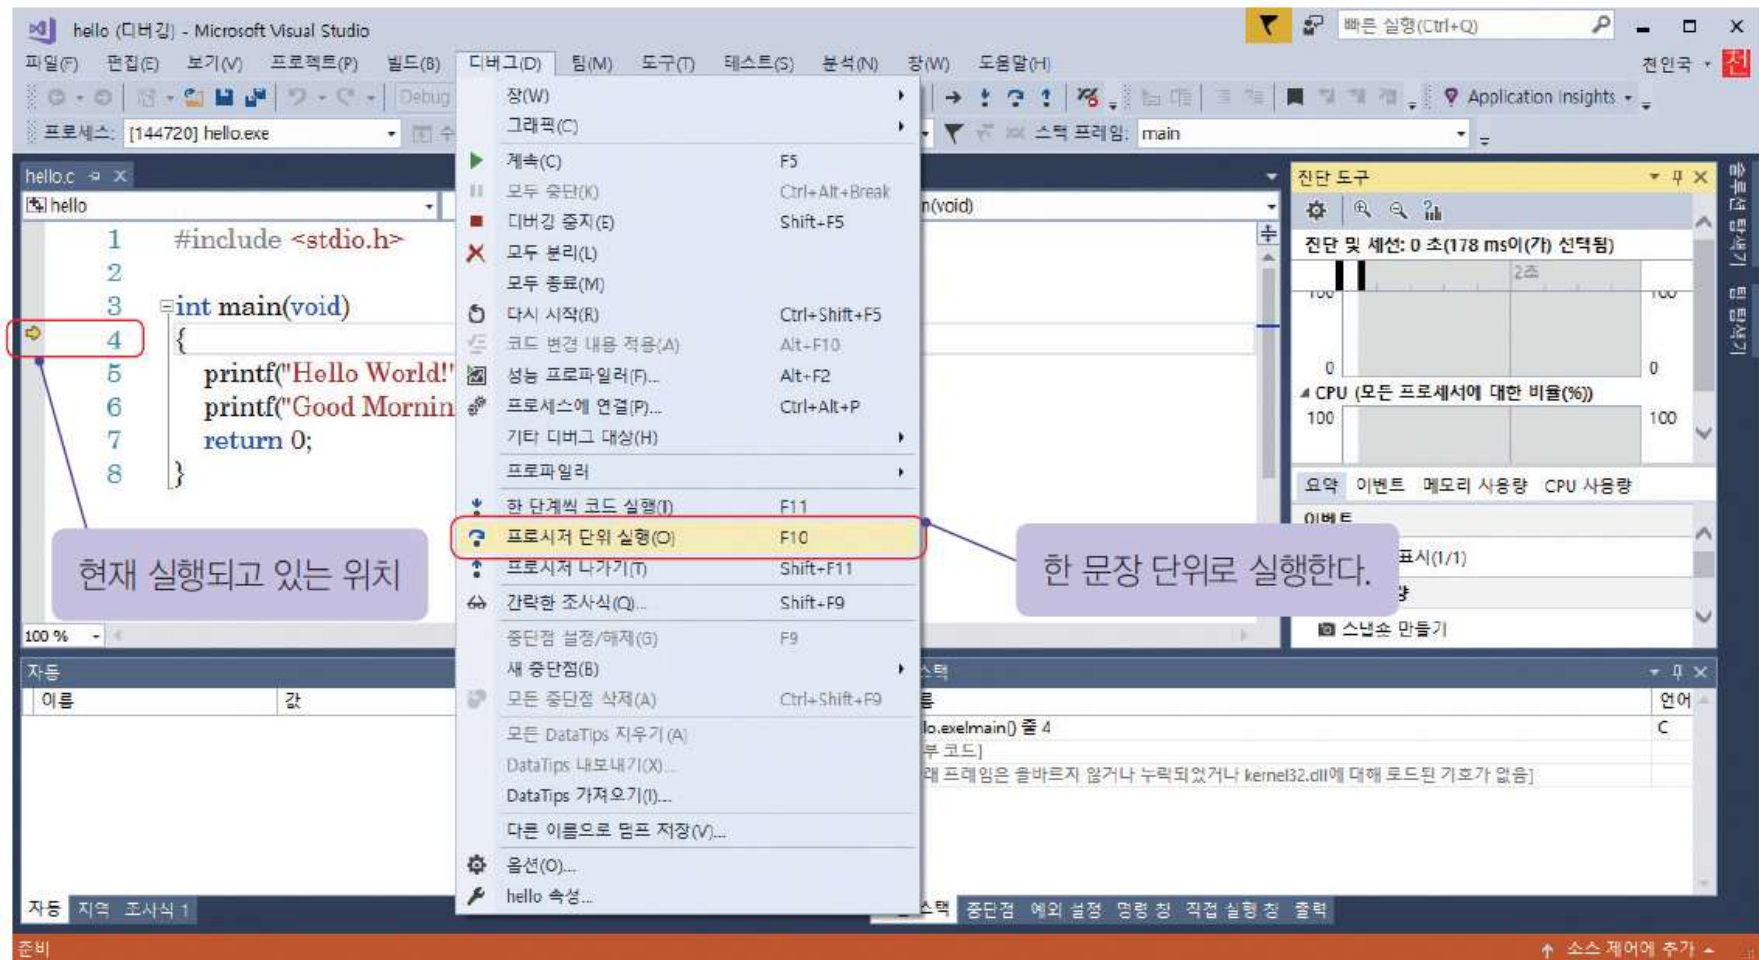 hello (디버깅) - Microsoft Visual Studio
빠른 실행(Ctrl+Q)
파일(F) 편집(E) 보기(V) 프로젝트(P) 빌드(B) 디버그(D) 팀(M) 도구(T) 테스트(S) 분석(N) 창(W) 도움말(H)
천인국 전
Debug
Application Insights
프로세스: [144720] hello.exe
스택 프레임: main
hello.c
hello
n(void)
1 #include <stdio.h>
2
3 int main(void)
4 {
5 printf("Hello World!"
6 printf("Good Mornin
7 return 0;
8 }
현재 실행되고 있는 위치
100 %
창(W)
그래픽(C)
계속(C) F5
모두 중단(K) Ctrl+Alt+Break
디버깅 중지(E) Shift+F5
모두 분리(L)
모두 종료(M)
다시 시작(R) Ctrl+Shift+F5
코드 변경 내용 적용(A) Alt+F10
성능 프로파일러(F)... Alt+F2
프로세스에 연결(P)... Ctrl+Alt+P
기타 디버그 대상(H)
프로파일러
한 단계씩 코드 실행(I) F11
프로시저 단위 실행(O) F10
프로시저 나가기(T) Shift+F11
간략한 조사식(Q)... Shift+F9
중단점 설정/해제(G) F9
새 중단점(B)
모든 중단점 삭제(A) Ctrl+Shift+F9
모든 DataTips 지우기(A)
DataTips 내보내기(X)...
DataTips 가져오기(I)...
다른 이름으로 덤프 저장(V)...
옵션(O)...
hello 속성...
한 문장 단위로 실행한다.
진단 도구
진단 및 세션: 0 초(178 ms이(가) 선택됨)
2초
100 100
0 0
CPU (모든 프로세서에 대한 비율(%))
100 100
요약 이벤트 메모리 사용량 CPU 사용량
이벤트
표시(1/1)
스냅숏 만들기
솔루션 탐색기
팀 탐색기
자동
이름 값
스택
언어
lo.exe!main() 줄 4 C
부 코드]
래 프레임은 올바르지 않거나 누락되었거나 kernel32.dll에 대해 로드된 기호가 없음]
자동 지역 조사식 1
스택 중단점 예외 설정 명령 창 직접 실행 창 출력
준비
소스 제어에 추가